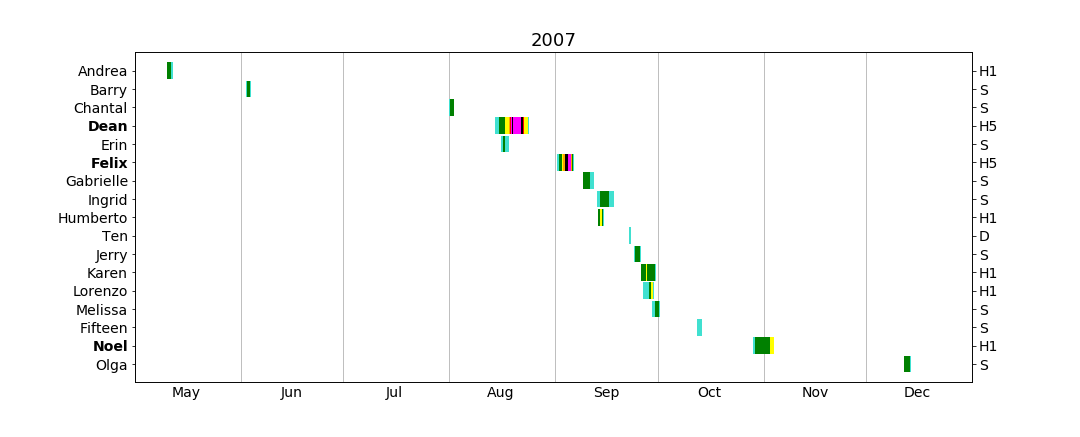 2007
Andrea H1
Barry S
Chantal S
Dean H5
Erin S
Felix H5
Gabrielle S
Ingrid S
Humberto H1
Ten D
Jerry S
Karen H1
Lorenzo H1
Melissa S
Fifteen S
Noel H1
Olga S
May Jun Jul Aug Sep Oct Nov Dec